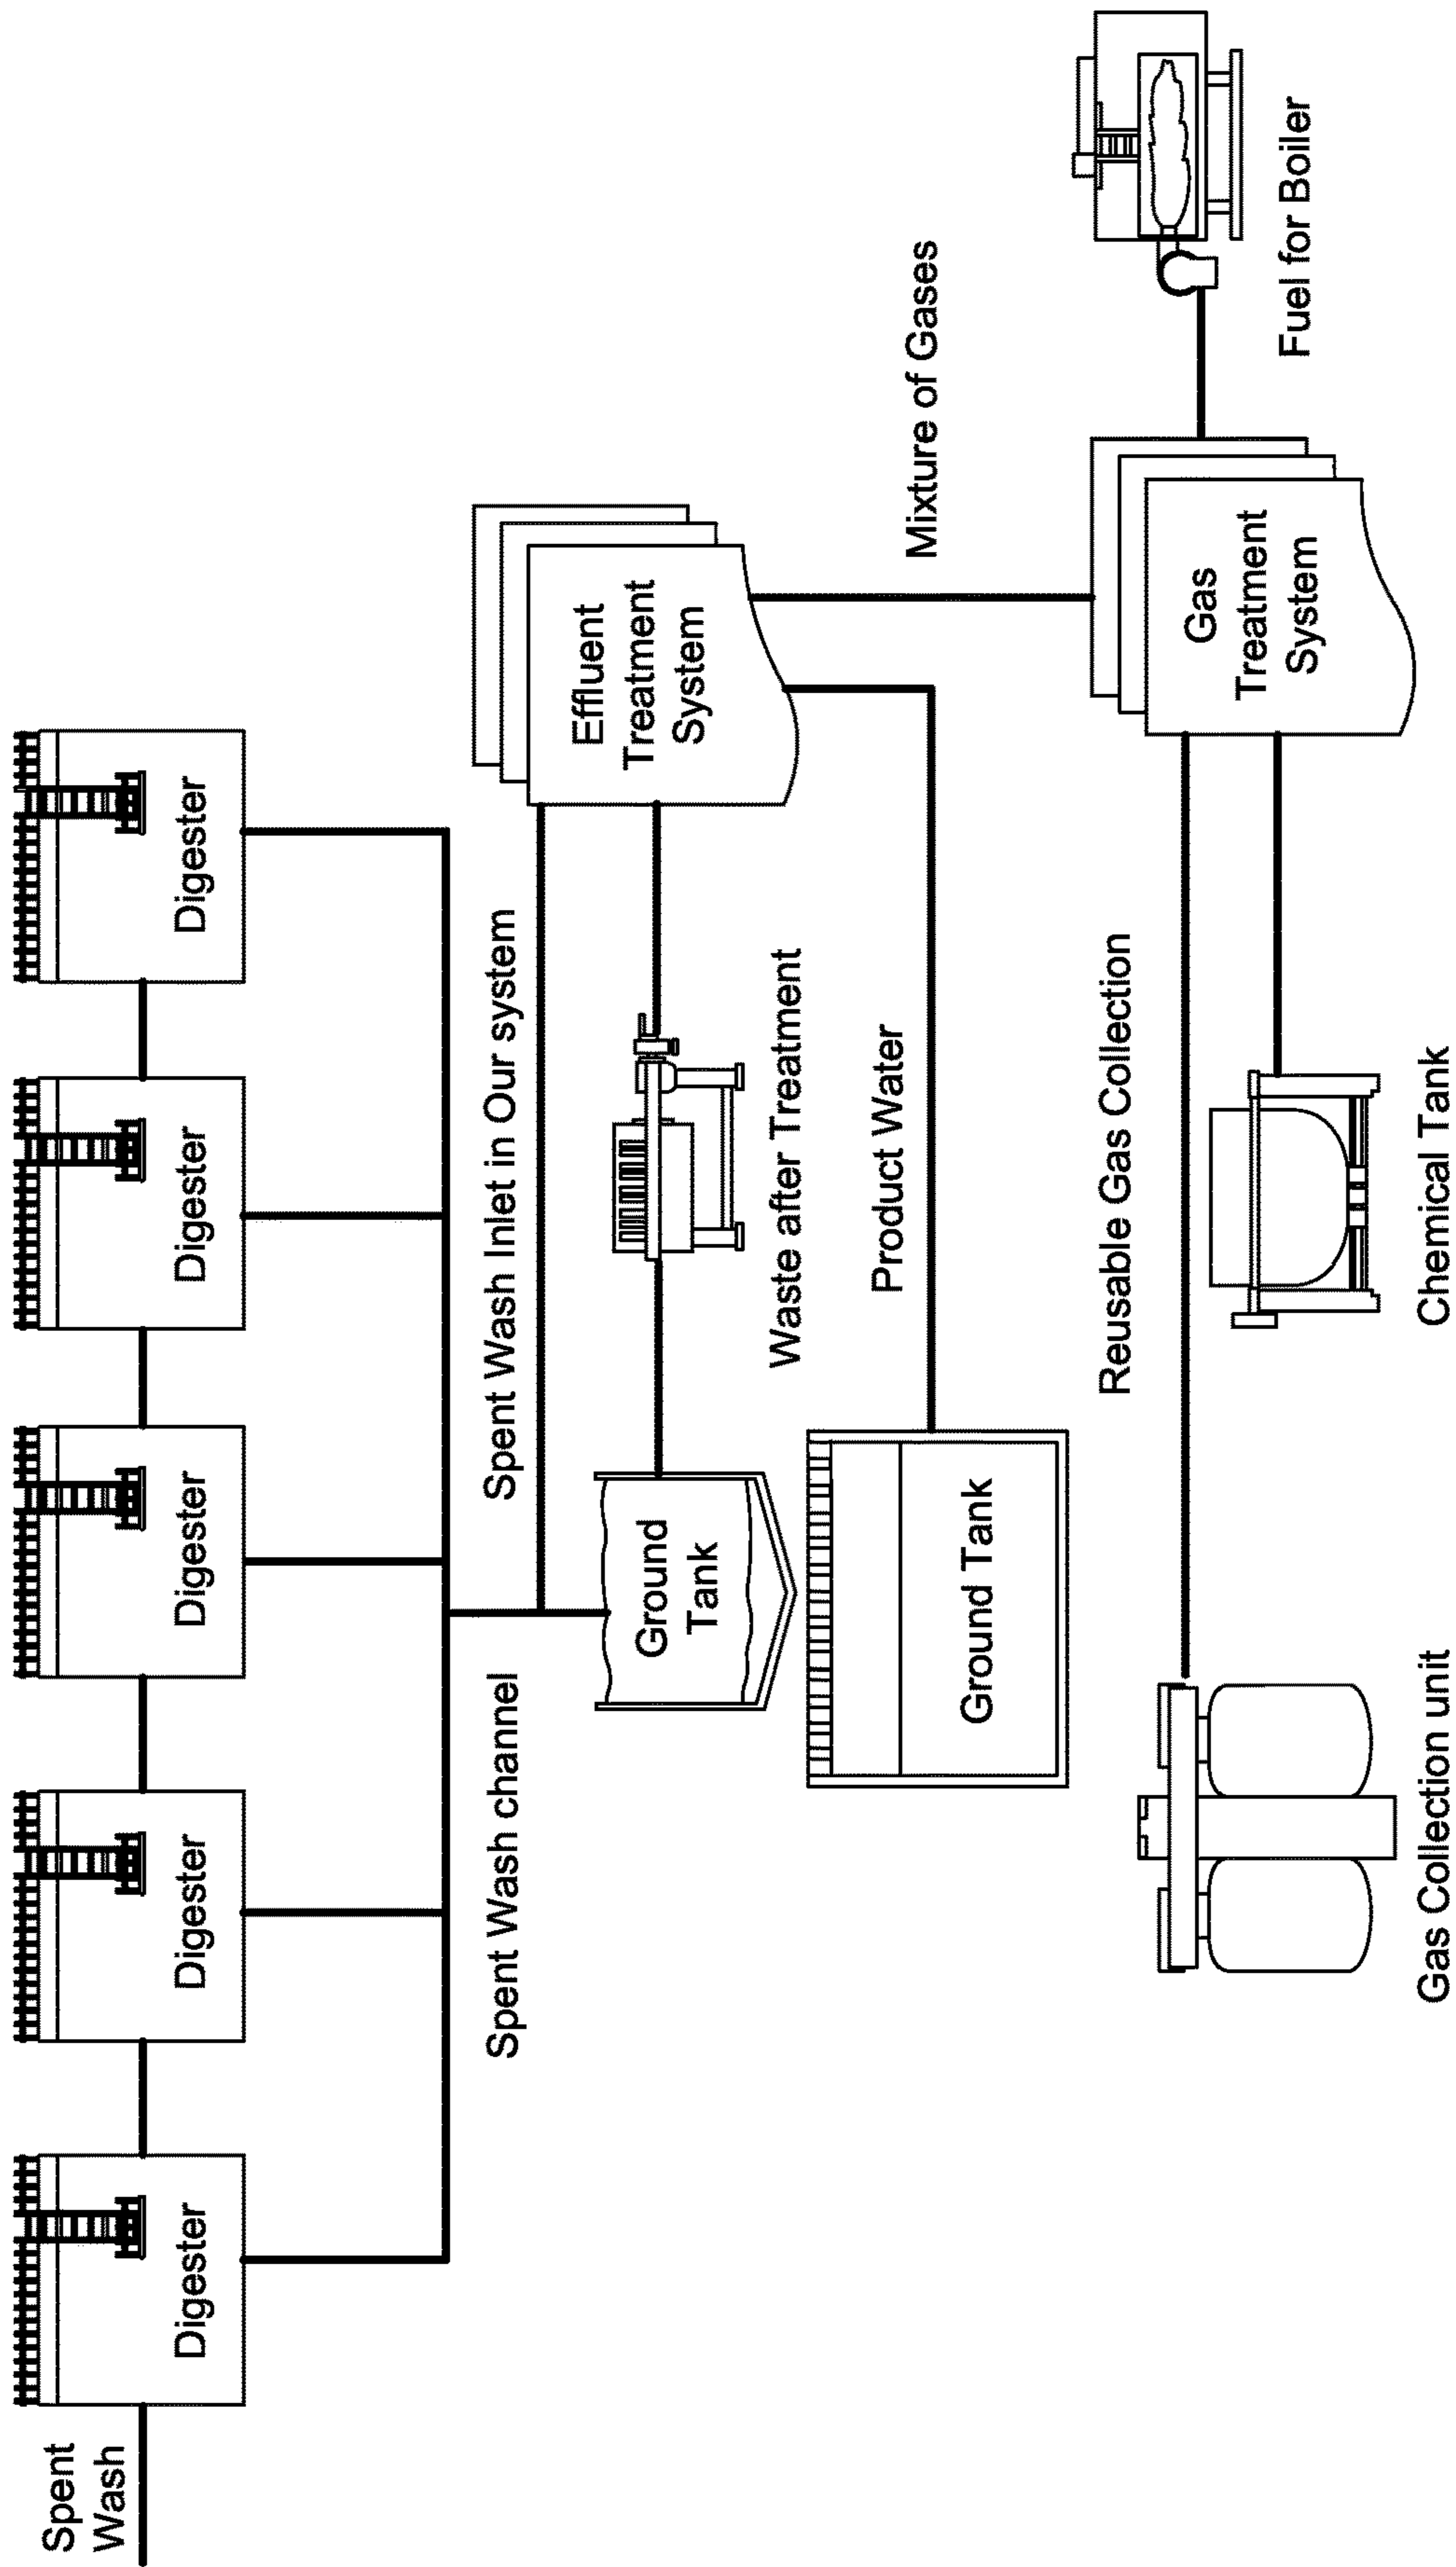 Spent
Wash
Digester
Digester
Digester
Digester
Digester
Spent Wash channel
Spent Wash Inlet in Our system
Effluent
Treatment
System
Ground
Tank
Waste after Treatment
Ground Tank
Product Water
Mixture of Gases
Reusable Gas Collection
Gas
Treatment
System
Fuel for Boiler
Gas Collection unit
Chemical Tank